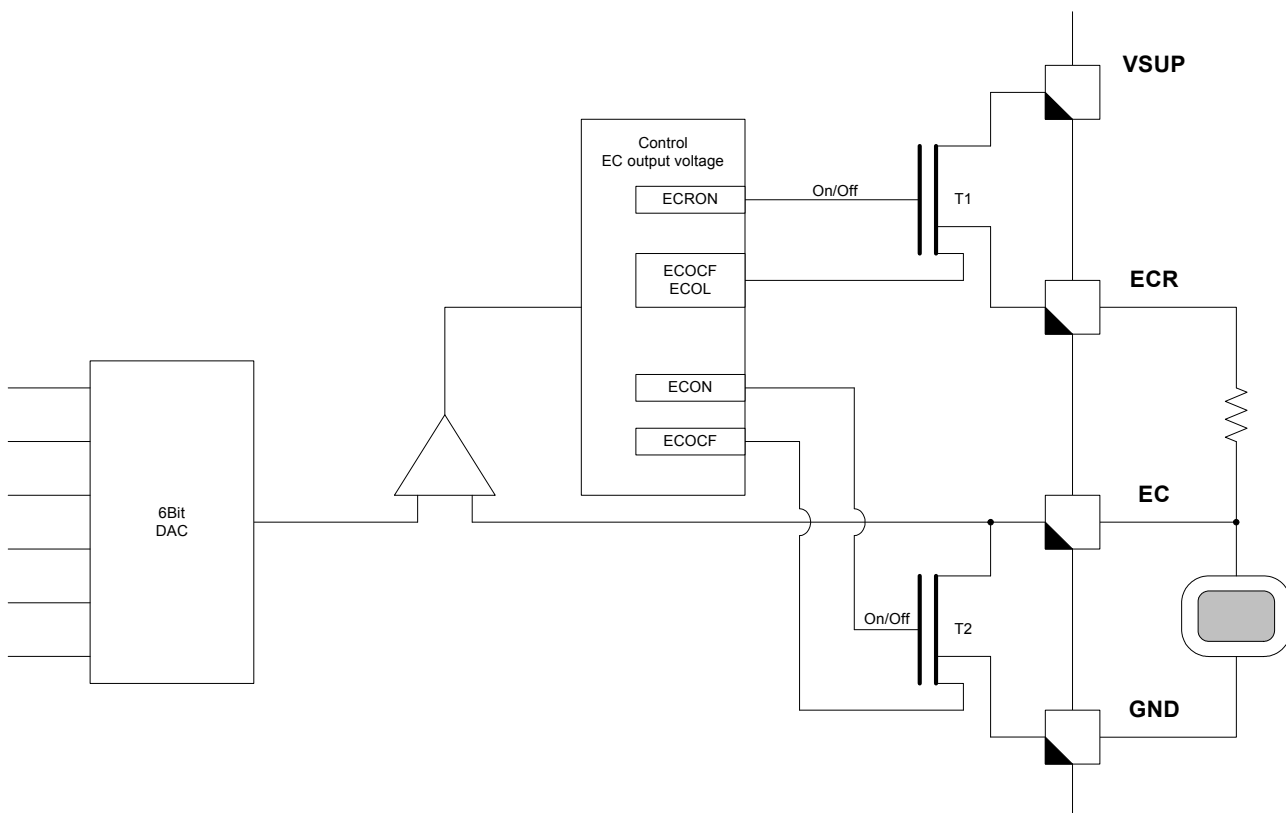 VSUP
Control
EC output voltage
ECRON
On/Off
T1
ECOCF
ECOL
ECR
ECON
ECOCF
EC
6Bit
DAC
On/Off
T2
GND